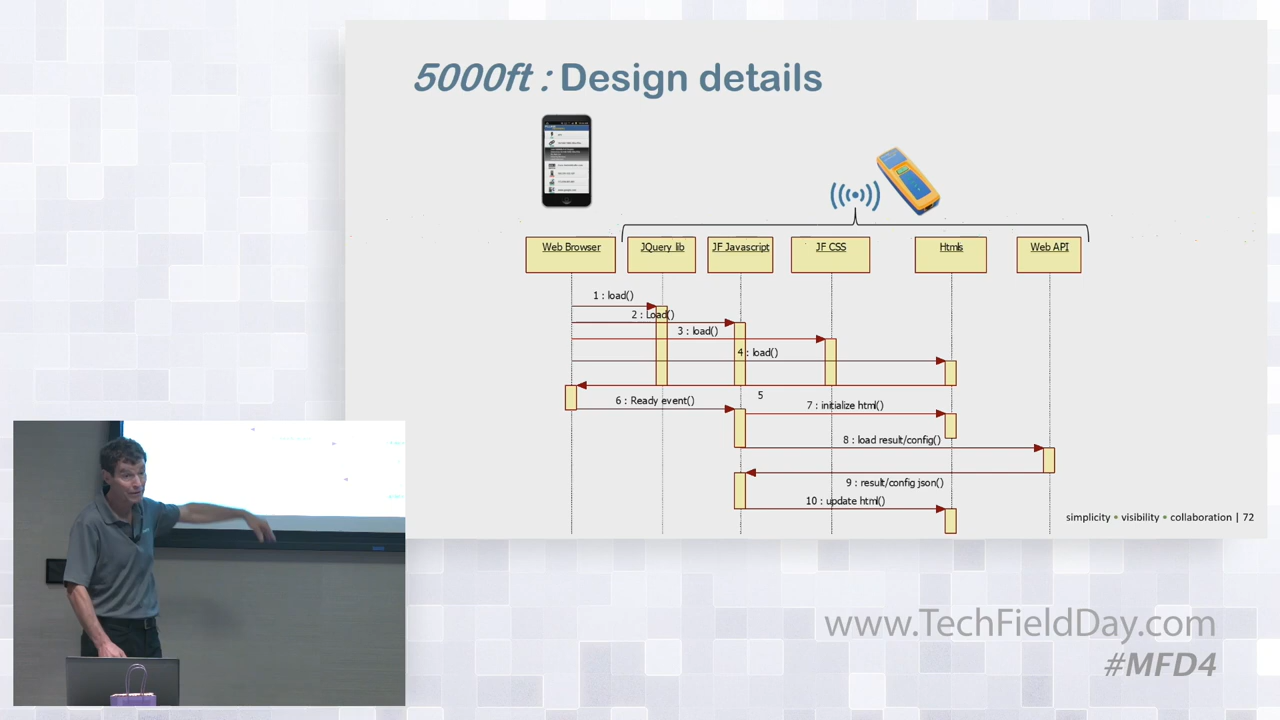 5000ft : Design details
Web Browser
JQuery lib
JF Javascript
JF CSS
Htmls
Web API
1 : load()
2 : Load()
3 : load()
4 : load()
5
6 : Ready event()
7 : initialize html()
8 : load result/config()
9 : result/config json()
10 : update html()
simplicity • visibility • collaboration | 72
www.TechFieldDay.com
#MFD4